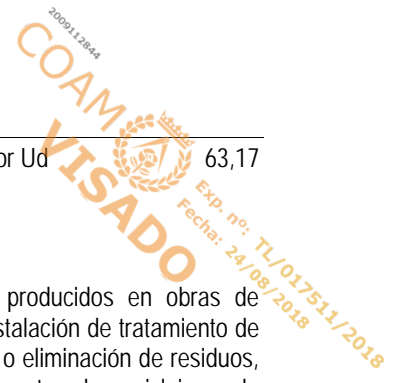 2009112844
COAM
VISADO
Exp. nº: TL/017511/2018
Fecha: 24/08/2018
or Ud 63,17
producidos en obras de
stalación de tratamiento de
o eliminación de residuos,